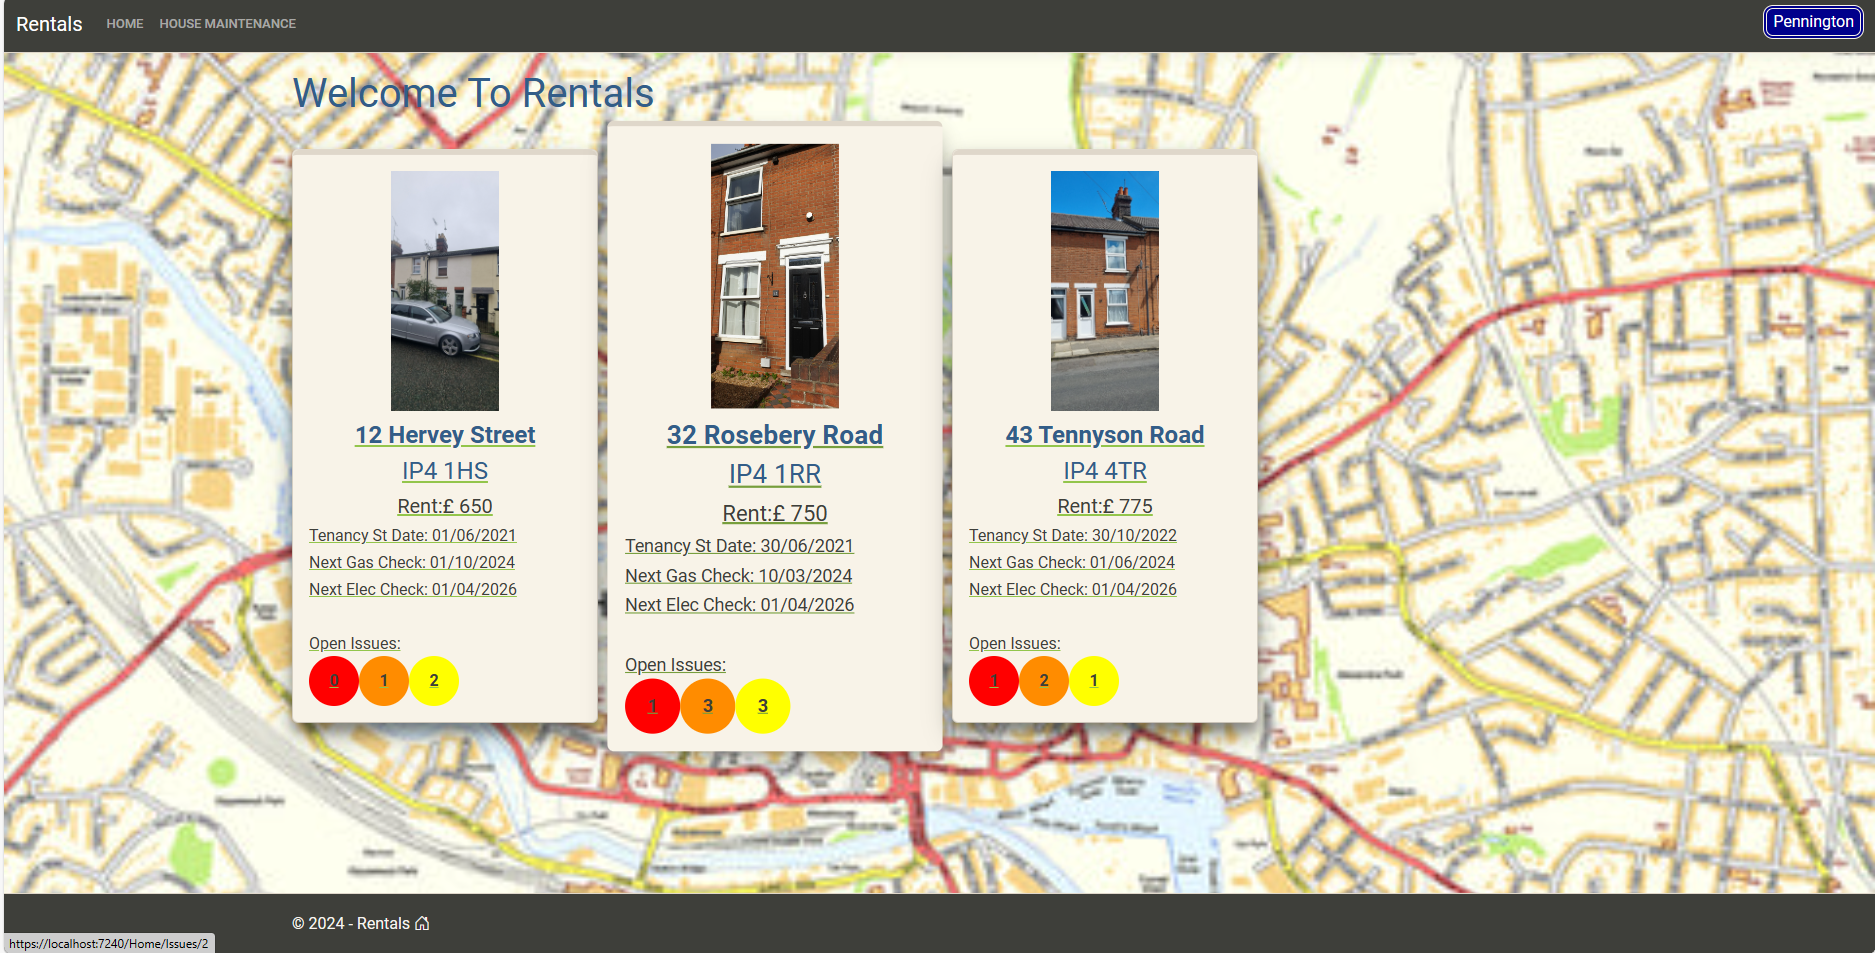 Rentals
HOME
HOUSE MAINTENANCE
Pennington
Welcome To Rentals
12 Hervey Street
IP4 1HS
Rent:£ 650
Tenancy St Date: 01/06/2021
Next Gas Check: 01/10/2024
Next Elec Check: 01/04/2026
Open Issues:
0 1 2
32 Rosebery Road
IP4 1RR
Rent:£ 750
Tenancy St Date: 30/06/2021
Next Gas Check: 10/03/2024
Next Elec Check: 01/04/2026
Open Issues:
1 3 3
43 Tennyson Road
IP4 4TR
Rent:£ 775
Tenancy St Date: 30/10/2022
Next Gas Check: 01/06/2024
Next Elec Check: 01/04/2026
Open Issues:
1 2 1
© 2024 - Rentals
https://localhost:7240/Home/Issues/2